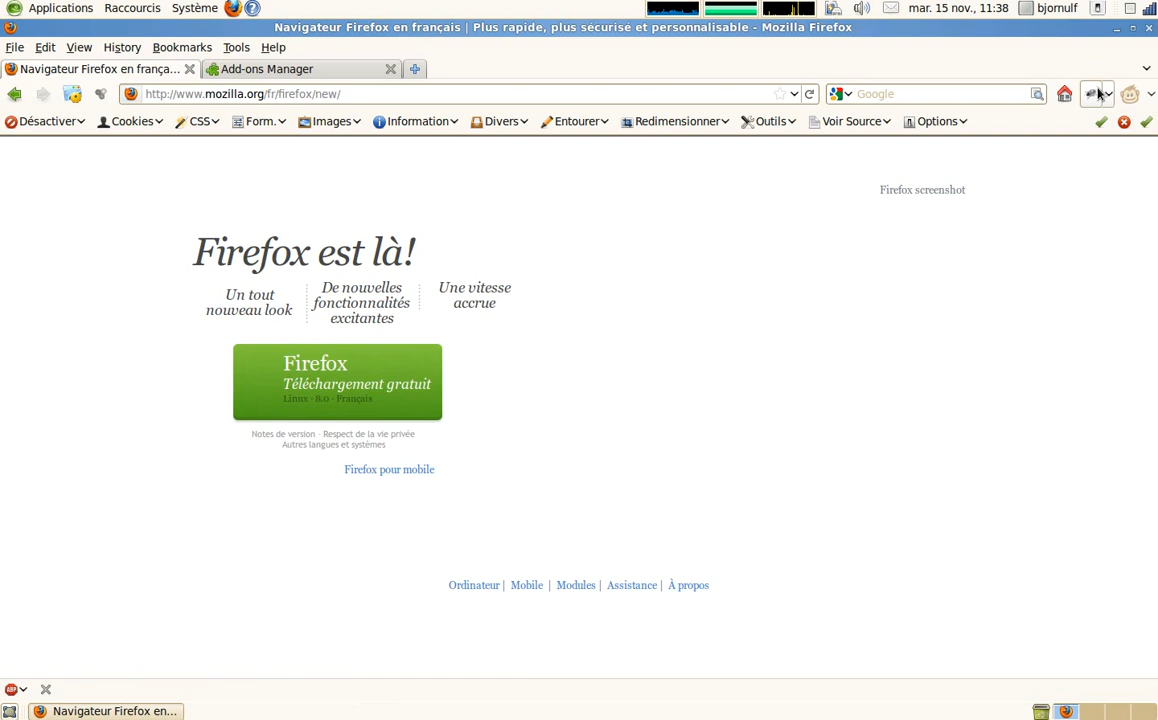 Applications Raccourcis Système mar. 15 nov., 11:38 bjornulf
Navigateur Firefox en français | Plus rapide, plus sécurisé et personnalisable - Mozilla Firefox
File Edit View History Bookmarks Tools Help
Navigateur Firefox en frança... Add-ons Manager
http://www.mozilla.org/fr/firefox/new/ Google
Désactiver Cookies CSS Form. Images Information Divers Entourer Redimensionner Outils Voir Source Options
Firefox screenshot
Firefox est là!
Un tout
nouveau look
De nouvelles
fonctionnalités
excitantes
Une vitesse
accrue
Firefox
Téléchargement gratuit
Linux · 8.0 · Français
Notes de version · Respect de la vie privée
Autres langues et systèmes
Firefox pour mobile
Ordinateur | Mobile | Modules | Assistance | À propos
ABP
Navigateur Firefox en...